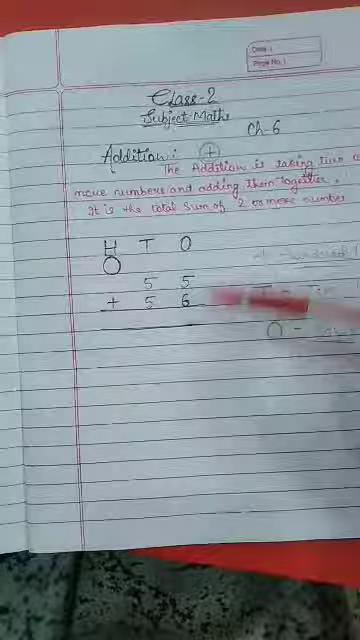 Date :
Page No. :
Class-2
Subject-Maths
Ch-6
Addition : +
The Addition is taking two o
more numbers and adding them together.
It is the total sum of 2 or more number
H T O
5 5
+ 5 6
O -